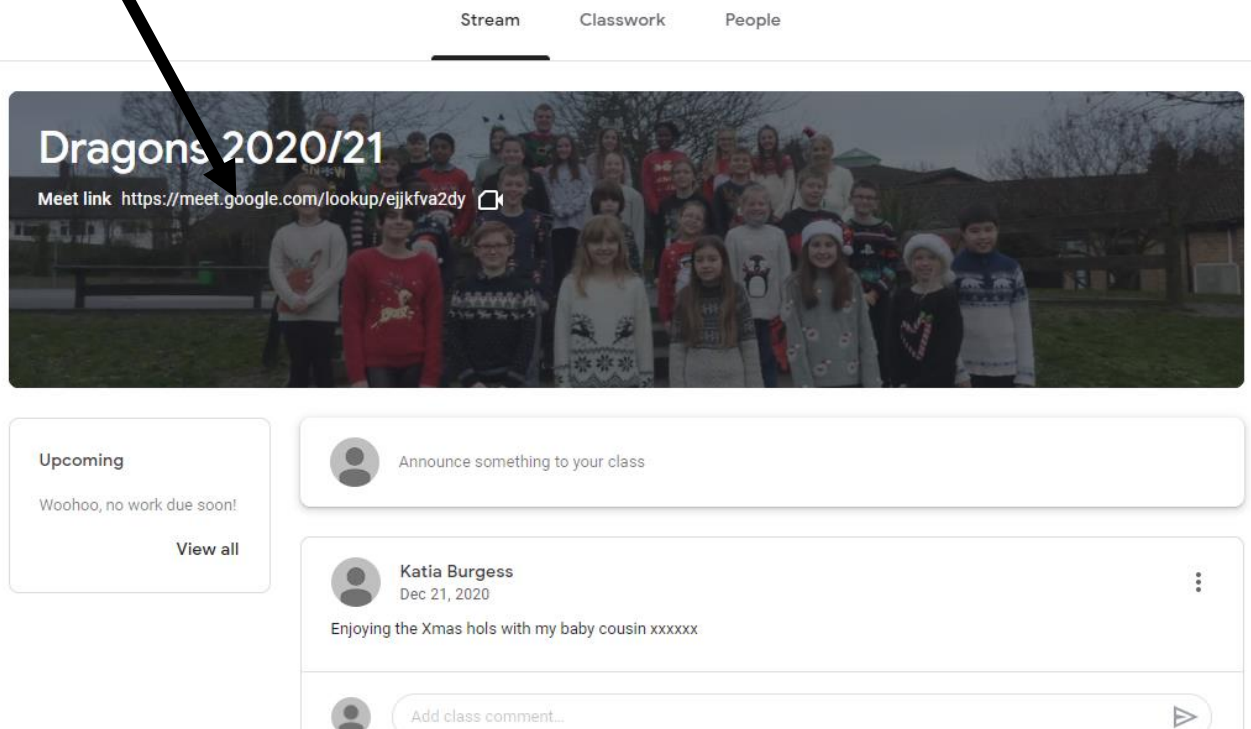 Stream Classwork People
Dragons 2020/21
Meet link https://meet.google.com/lookup/ejjkfva2dy
Upcoming
Woohoo, no work due soon!
View all
Announce something to your class
Katia Burgess
Dec 21, 2020
Enjoying the Xmas hols with my baby cousin xxxxxx
Add class comment...